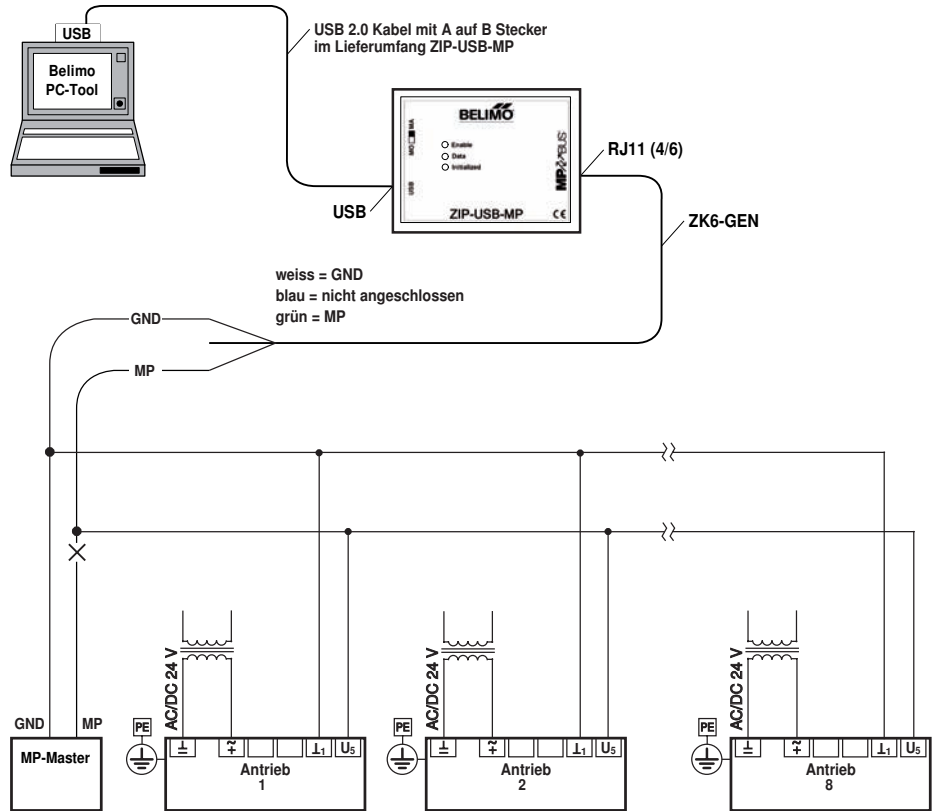 USB
Belimo
PC-Tool
USB 2.0 Kabel mit A auf B Stecker
im Lieferumfang ZIP-USB-MP
BELIMO
MO MA
Enable
Data
Initialized
USB
MP BUS
ZIP-USB-MP
CE
RJ11 (4/6)
USB
ZK6-GEN
weiss = GND
blau = nicht angeschlossen
grün = MP
GND
MP
GND MP
MP-Master
AC/DC 24 V
PE
⊥ ~+ ⊥1 U5
Antrieb
1
AC/DC 24 V
PE
⊥ ~+ ⊥1 U5
Antrieb
2
AC/DC 24 V
PE
⊥ ~+ ⊥1 U5
Antrieb
8